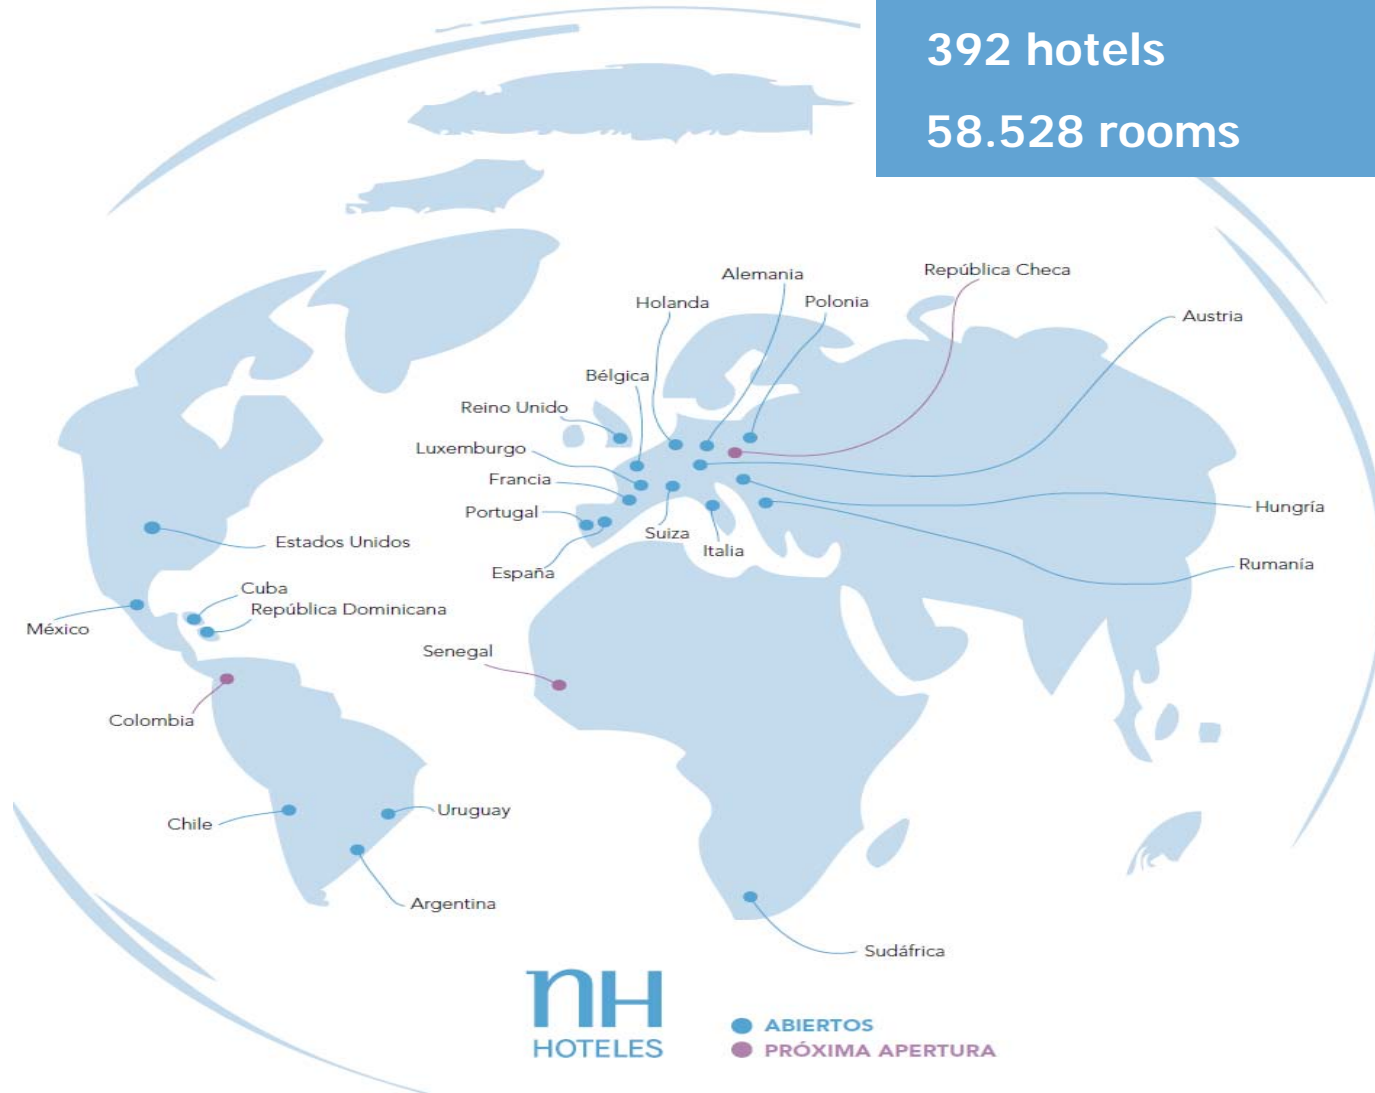 392 hotels
58.528 rooms
Alemania
República Checa
Holanda
Polonia
Austria
Bélgica
Reino Unido
Luxemburgo
Francia
Portugal
Hungría
Suiza
Estados Unidos
Italia
Rumanía
España
Cuba
República Dominicana
México
Senegal
Colombia
Uruguay
Chile
Argentina
Sudáfrica
nH
HOTELES
ABIERTOS
PRÓXIMA APERTURA